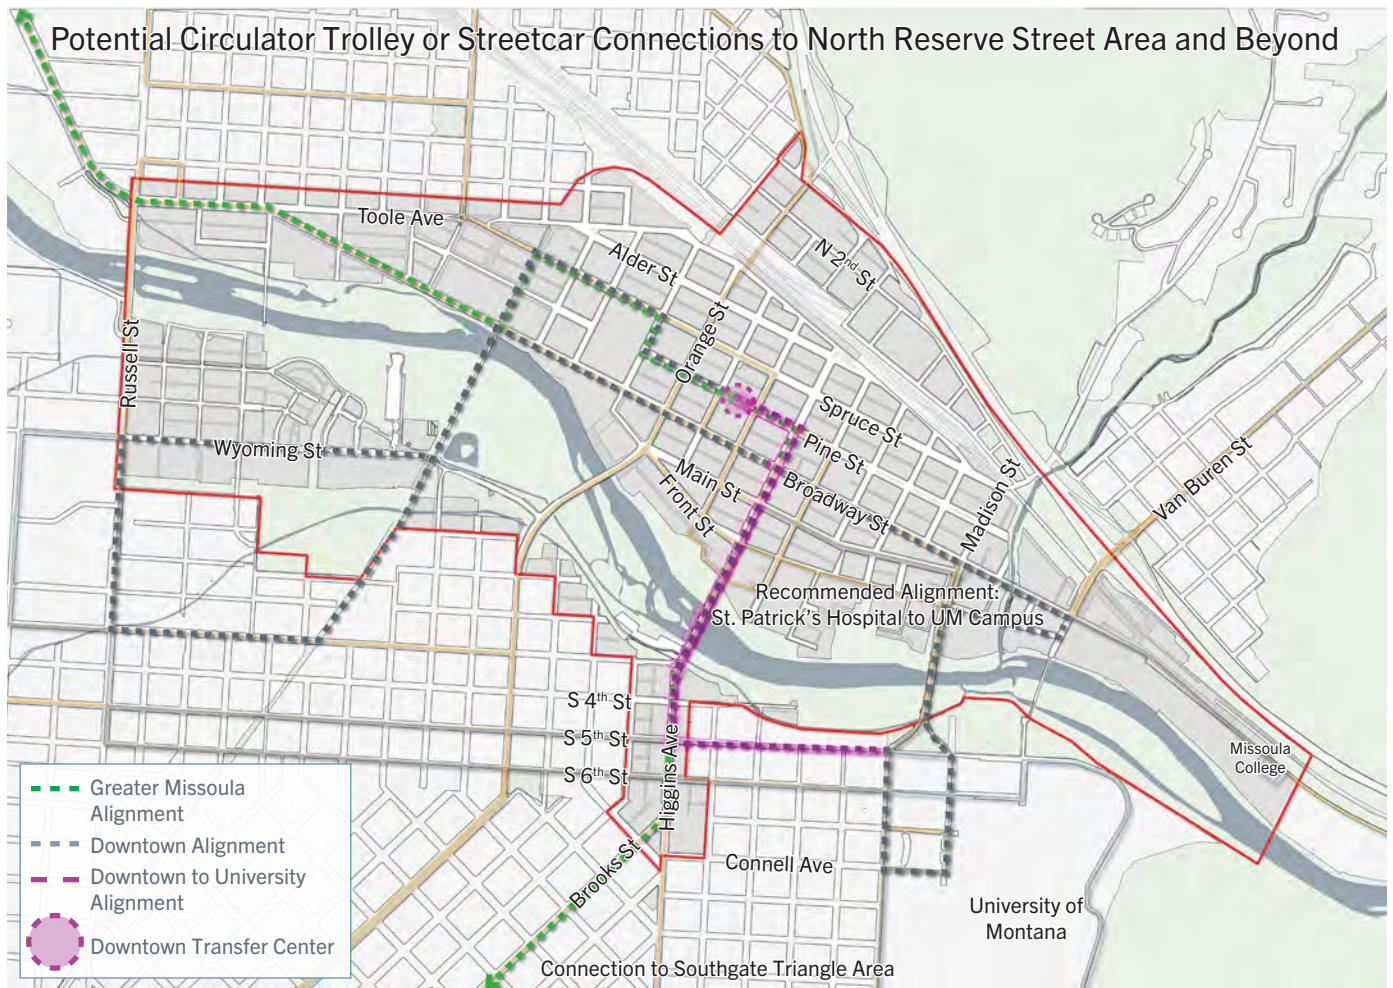 Potential Circulator Trolley or Streetcar Connections to North Reserve Street Area and Beyond
Toole Ave
Alder St
N 2nd St
Orange St
Russell St
Wyoming St
Spruce St
Pine St
Main St
Front St
Broadway St
Madison St
Van Buren St
Recommended Alignment:
St. Patrick's Hospital to UM Campus
S 4th St
S 5th St
S 6th St
Higgins Ave
Missoula
College
Brooks St
Connell Ave
University of
Montana
Connection to Southgate Triangle Area
Greater Missoula
Alignment
Downtown Alignment
Downtown to University
Alignment
Downtown Transfer Center